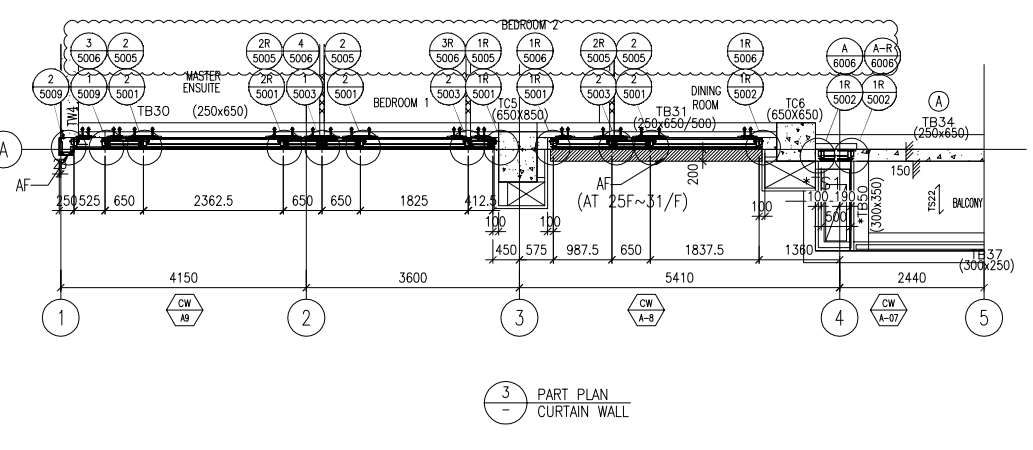 BEDROOM 2
3 2 2R 4 2 3R 1R 1R 2R 2 1R A A-R
5006 5005 5005 5006 5005 5006 5005 5006 5005 5005 5006 6006 6006
2 1 2 2R 1 2 2 1R 1R 2 2 1R 1R 1R
5009 5009 5001 5001 5003 5001 5003 5001 5001 5003 5001 5002 5002 5002
MASTER
ENSUITE
BEDROOM 1
DINING
ROOM
TW4
TB30 (250x650)
TC5
(650X850)
TB31
(250x650/500)
TC6
(650X650)
A
TB34
(250x650)
A
AF
AF
(AT 25F~31/F)
200
150
TS22
BALCONY
*TB50
(300x350)
TB37
(300x250)
250 525 650 2362.5 650 650 1825 412.5
100 100 100 100 190
500
450 575 987.5 650 1837.5 1360
4150 3600 5410 2440
1 2 3 4 5
CW
A9
CW
A-8
CW
A-07
3 PART PLAN
– CURTAIN WALL